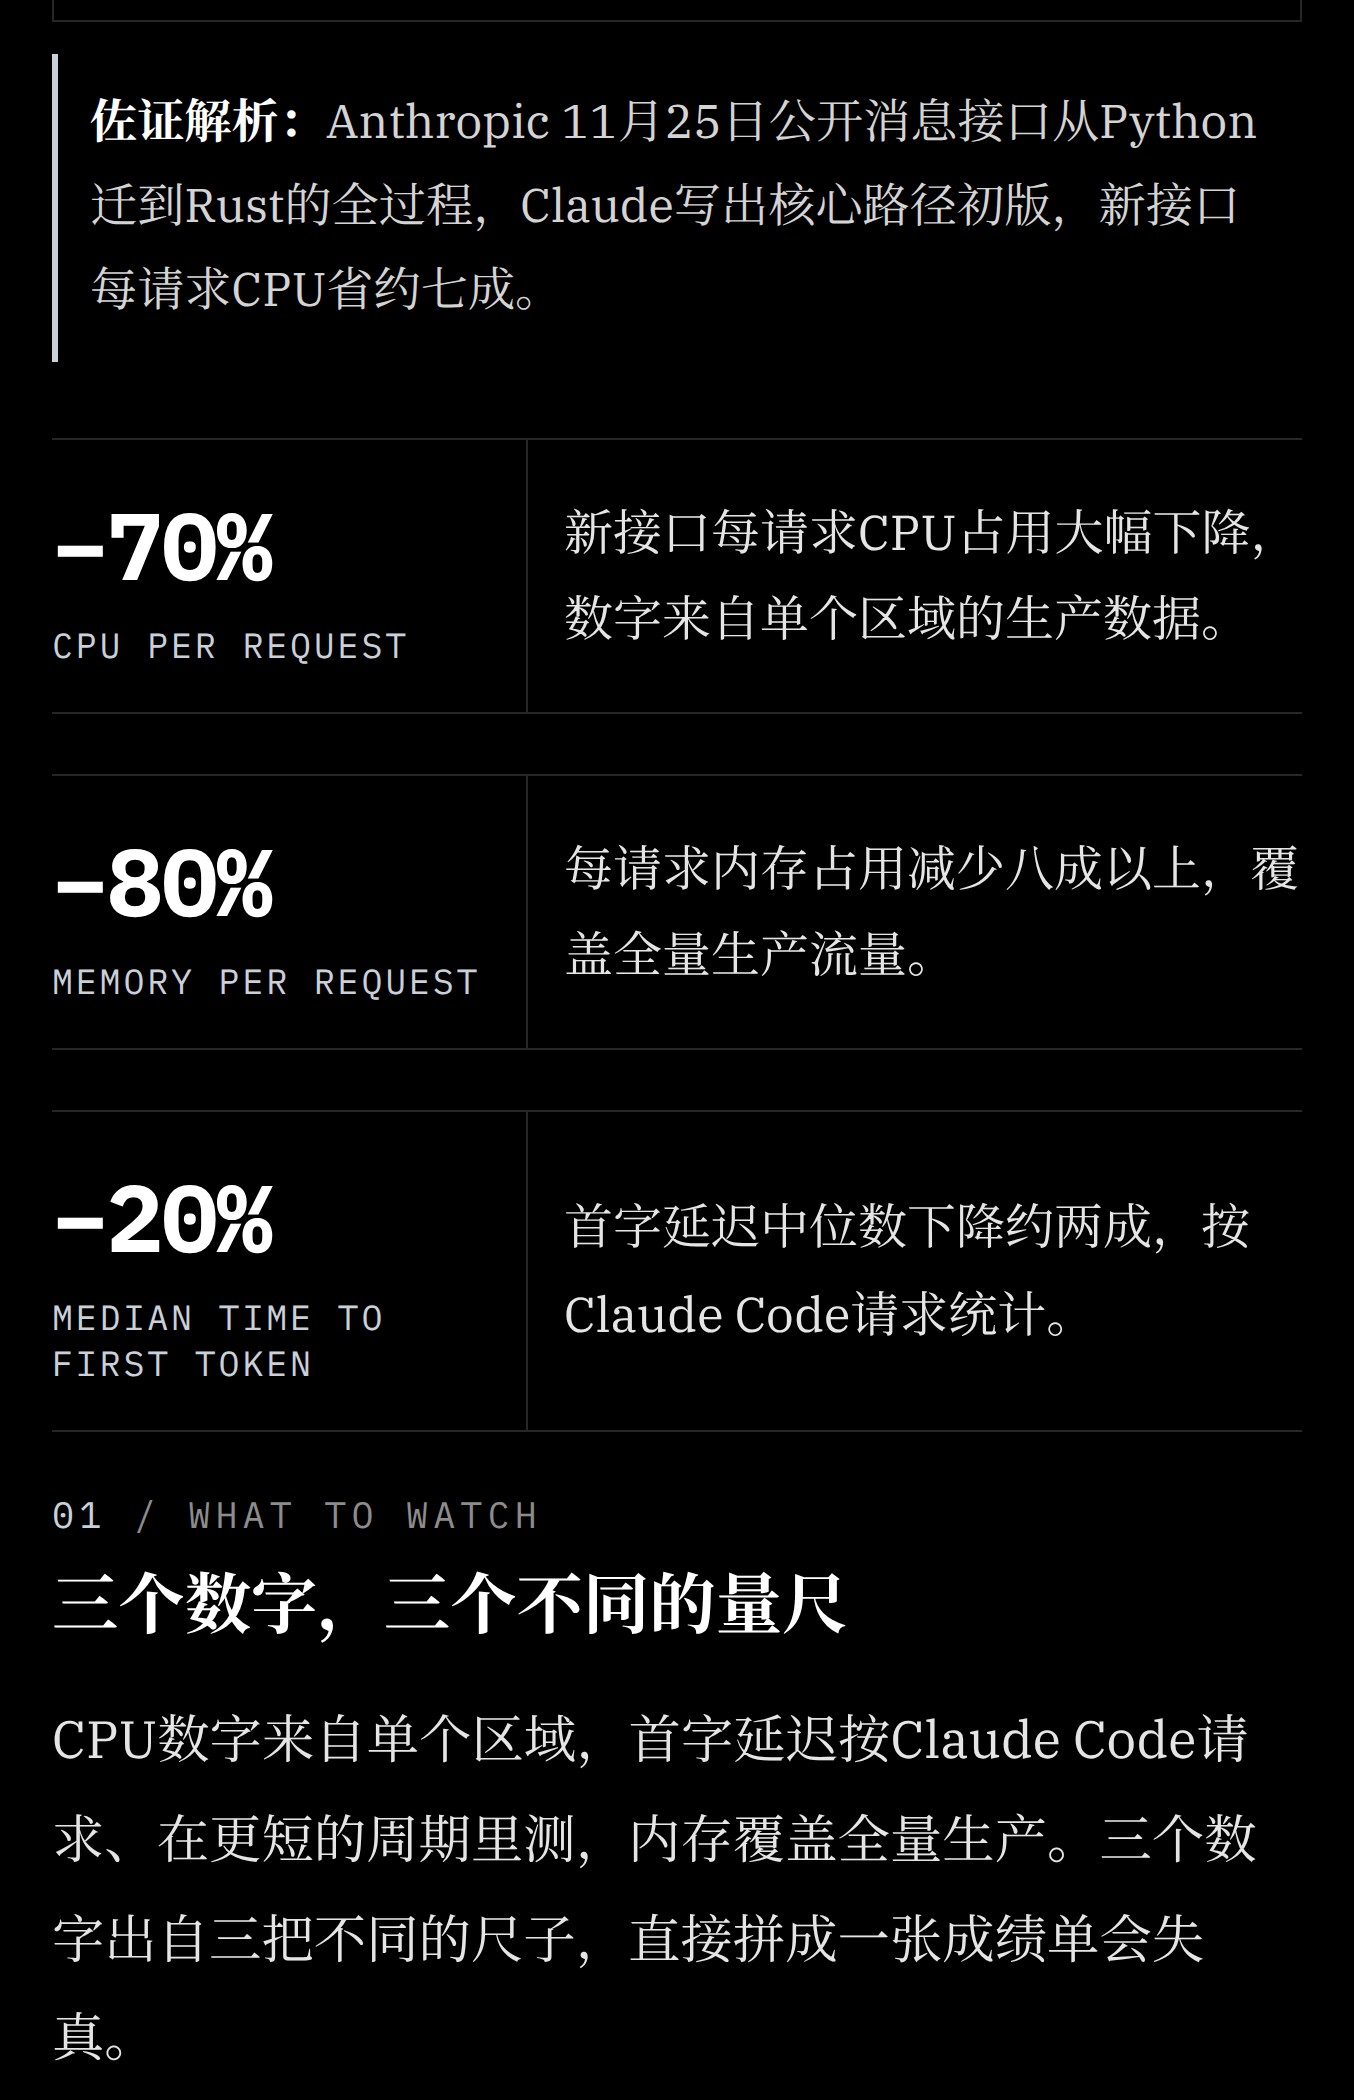 佐证解析：Anthropic 11月25日公开消息接口从Python
迁到Rust的全过程，Claude写出核心路径初版，新接口
每请求CPU省约七成。
−70%
CPU PER REQUEST
新接口每请求CPU占用大幅下降，
数字来自单个区域的生产数据。
−80%
MEMORY PER REQUEST
每请求内存占用减少八成以上，覆
盖全量生产流量。
−20%
MEDIAN TIME TO
FIRST TOKEN
首字延迟中位数下降约两成，按
Claude Code请求统计。
01 / WHAT TO WATCH
三个数字，三个不同的量尺
CPU数字来自单个区域，首字延迟按Claude Code请
求、在更短的周期里测，内存覆盖全量生产。三个数
字出自三把不同的尺子，直接拼成一张成绩单会失
真。